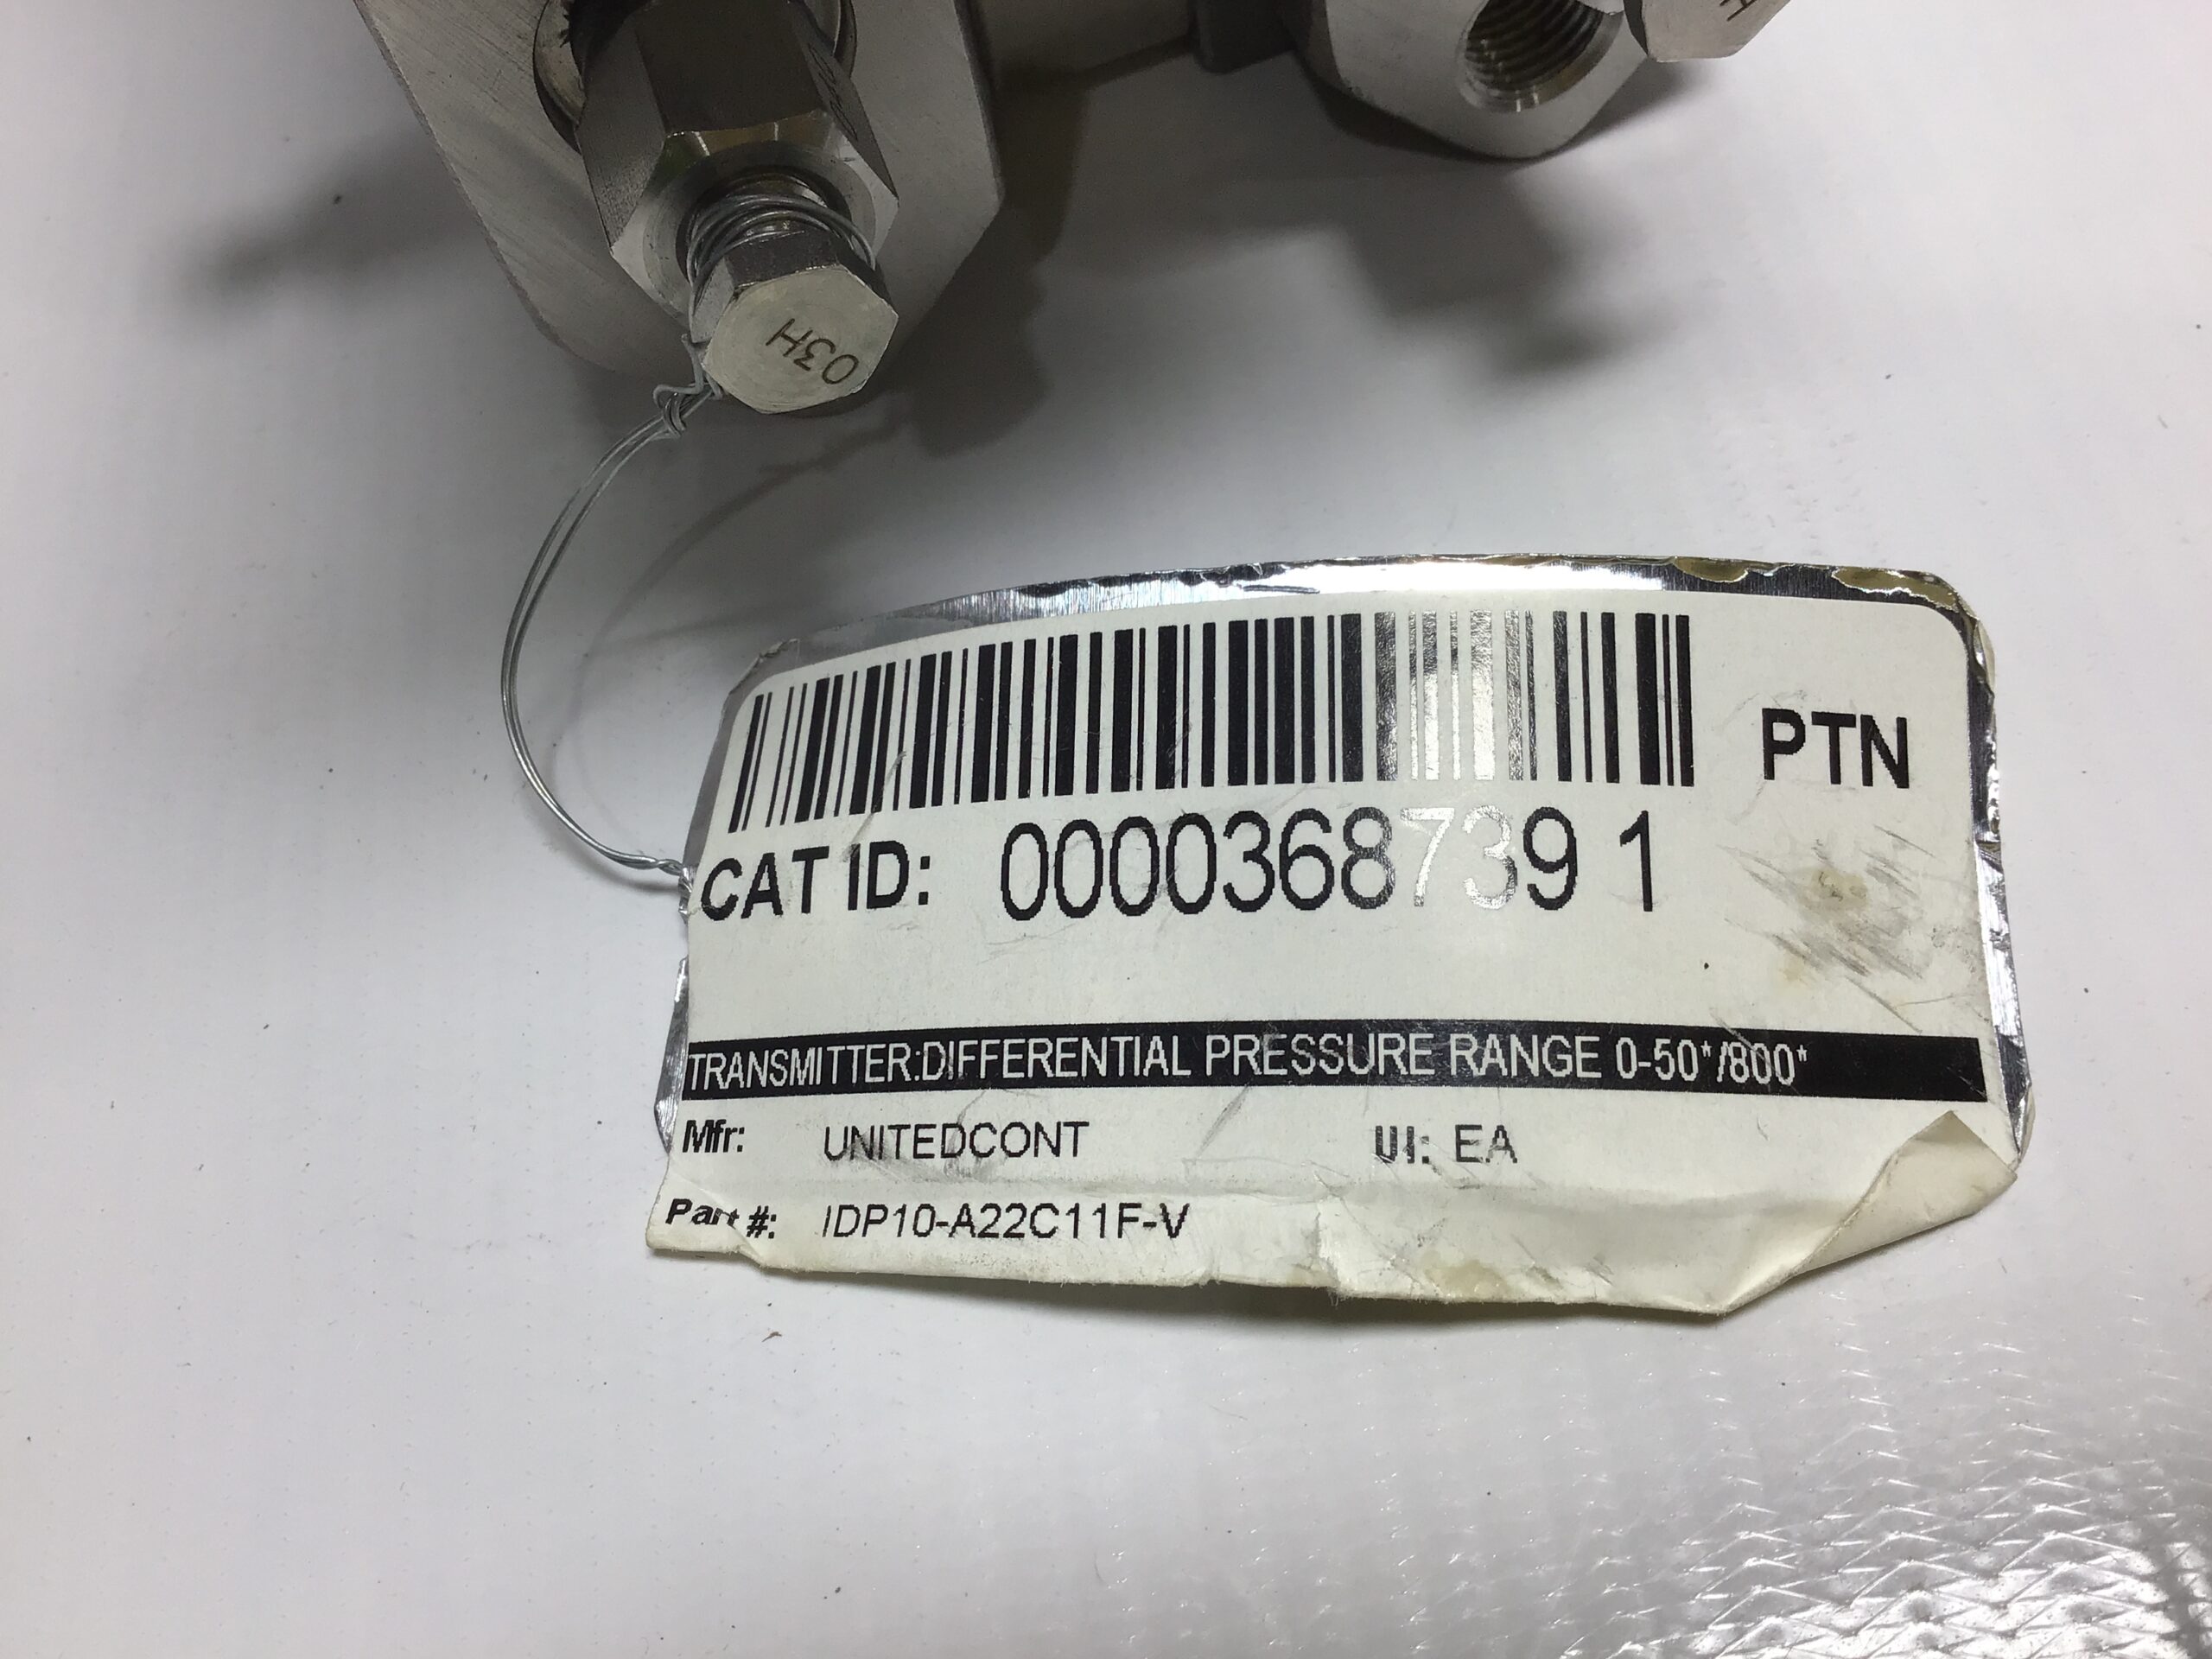 03H
PTN
CAT ID: 0000368739 1
TRANSMITTER:DIFFERENTIAL PRESSURE RANGE 0-50*/800*
Mfr: UNITEDCONT UI: EA
Part #: IDP10-A22C11F-V